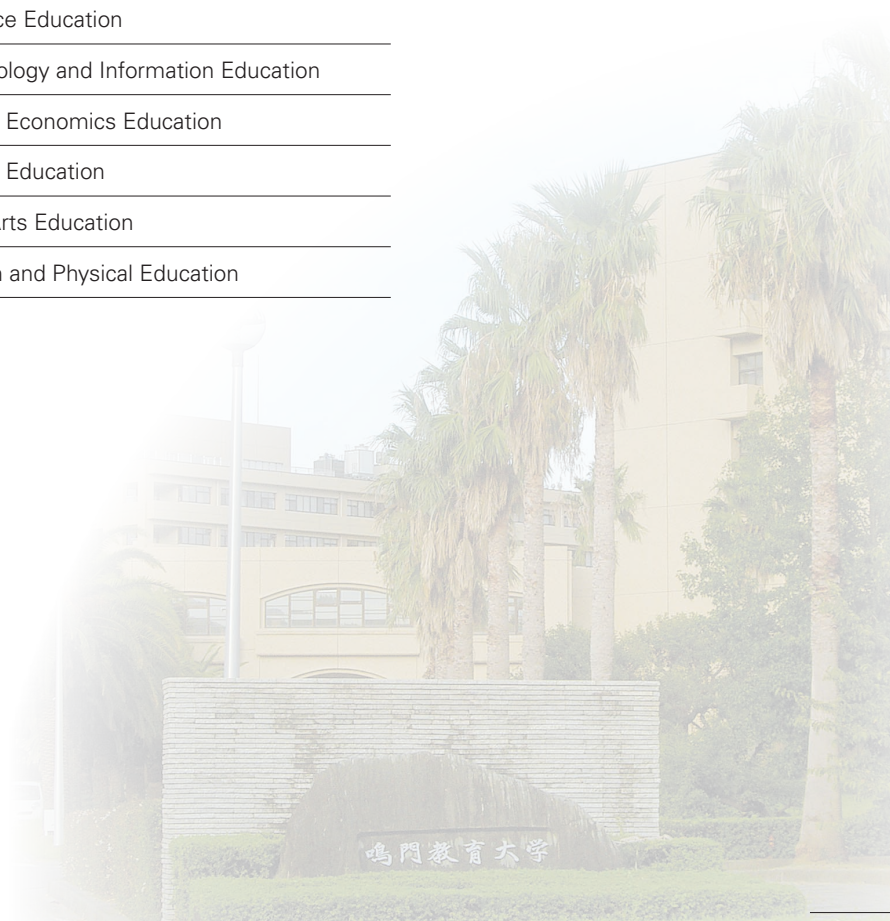 ce Education
ology and Information Education
Economics Education
Education
rts Education
and Physical Education
鳴門教育大学